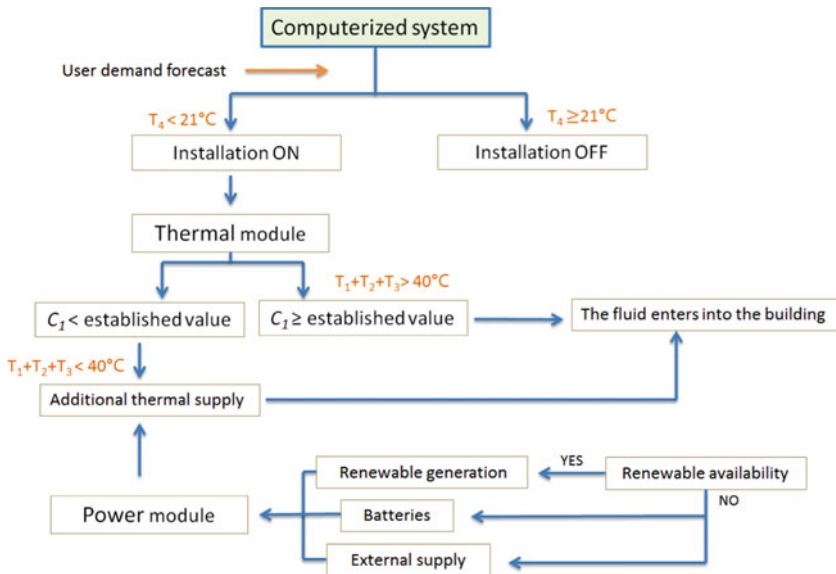 Computerized system
User demand forecast
T₄ < 21°C
T₄ ≥21°C
Installation ON
Installation OFF
Thermal module
T₁+T₂+T₃> 40°C
C₁ < established value
C₁ ≥ established value
The fluid enters into the building
T₁+T₂+T₃ < 40°C
Additional thermal supply
Renewable generation
YES
Renewable availability
NO
Power module
Batteries
External supply